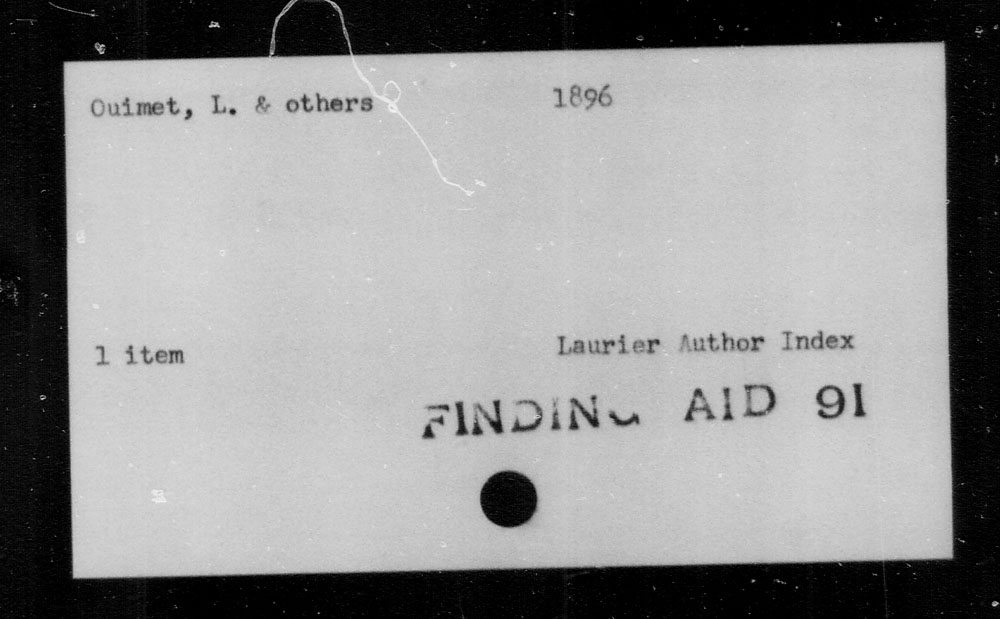 Ouimet, L. & others 1896
1 item Laurier Author Index
FINDING AID 91